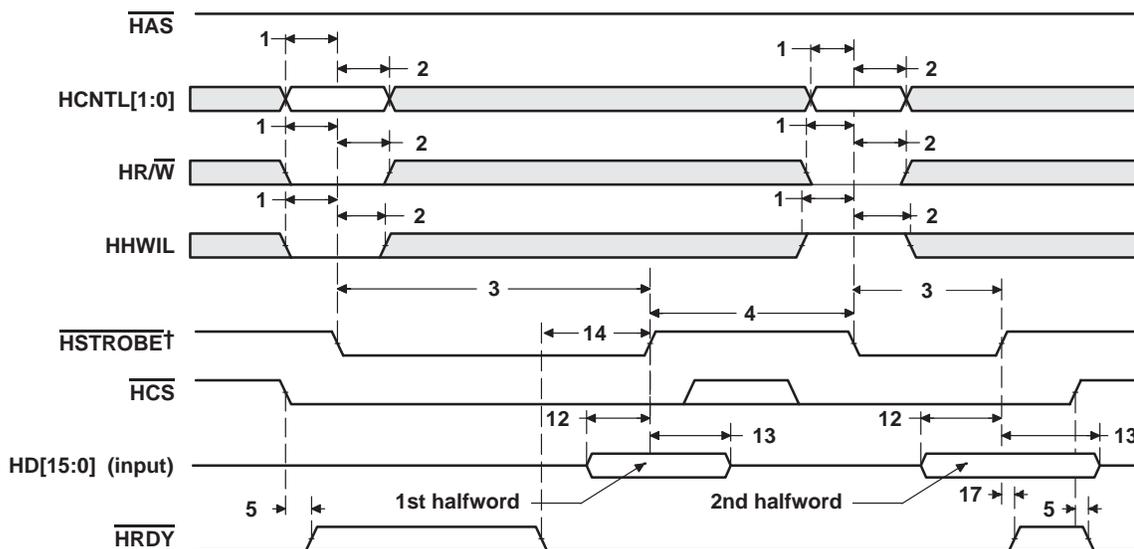 HAS
1
1
2
2
HCNTL[1:0]
1
1
2
2
HR/W
1
1
2
2
HHWIL
3
3
4
14
HSTROBE†
HCS
12
12
13
13
HD[15:0] (input)
1st halfword
2nd halfword
17
5
5
HRDY